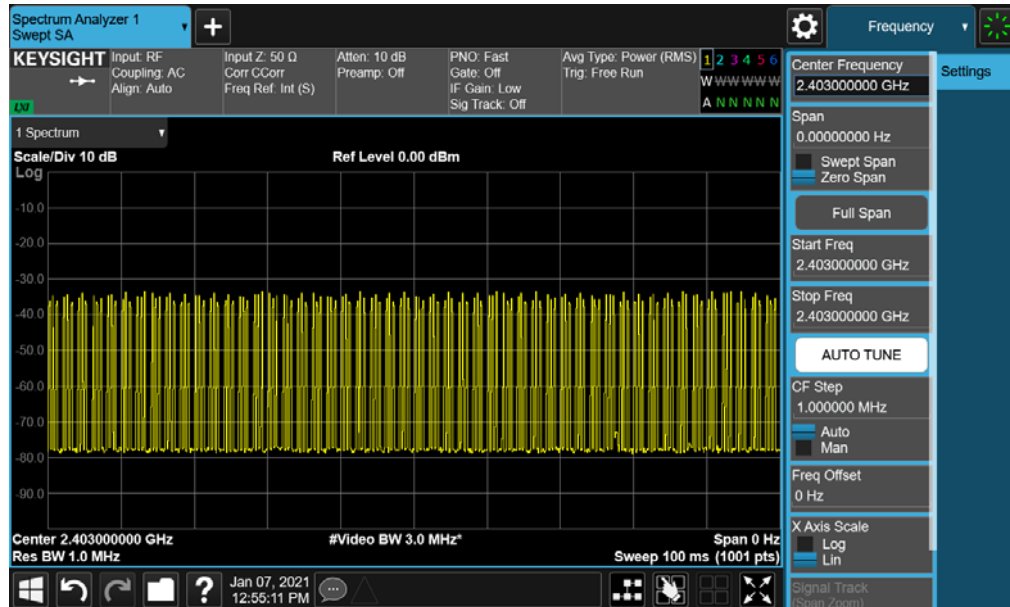 Spectrum Analyzer 1
Swept SA
+
Frequency
KEYSIGHT
Input: RF
Coupling: AC
Align: Auto
Input Z: 50 Ω
Corr CCorr
Freq Ref: Int (S)
Atten: 10 dB
Preamp: Off
PNO: Fast
Gate: Off
IF Gain: Low
Sig Track: Off
Avg Type: Power (RMS)
Trig: Free Run
1 2 3 4 5 6
W W W W W W
A N N N N N
LXI
1 Spectrum
Scale/Div 10 dB
Ref Level 0.00 dBm
Log
-10.0
-20.0
-30.0
-40.0
-50.0
-60.0
-70.0
-80.0
-90.0
Center 2.403000000 GHz
#Video BW 3.0 MHz*
Span 0 Hz
Res BW 1.0 MHz
Sweep 100 ms (1001 pts)
Center Frequency
2.403000000 GHz
Settings
Span
0.00000000 Hz
Swept Span
Zero Span
Full Span
Start Freq
2.403000000 GHz
Stop Freq
2.403000000 GHz
AUTO TUNE
CF Step
1.000000 MHz
Auto
Man
Freq Offset
0 Hz
X Axis Scale
Log
Lin
Signal Track
(Span Zoom)
?
Jan 07, 2021
12:55:11 PM